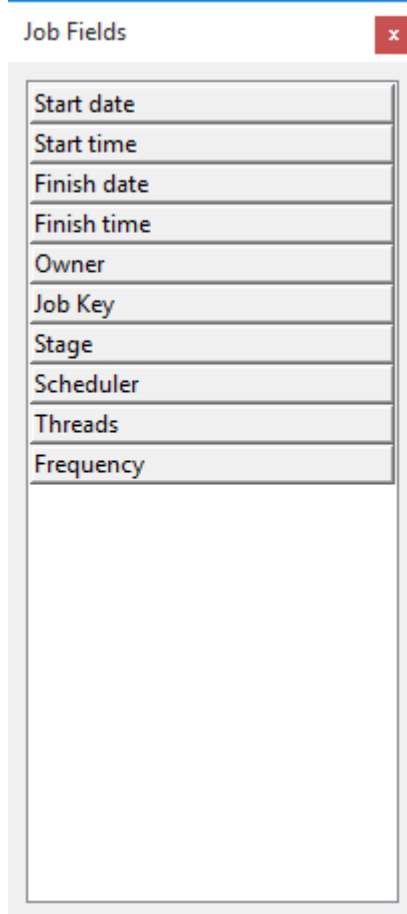 Job Fields
x
Start date
Start time
Finish date
Finish time
Owner
Job Key
Stage
Scheduler
Threads
Frequency